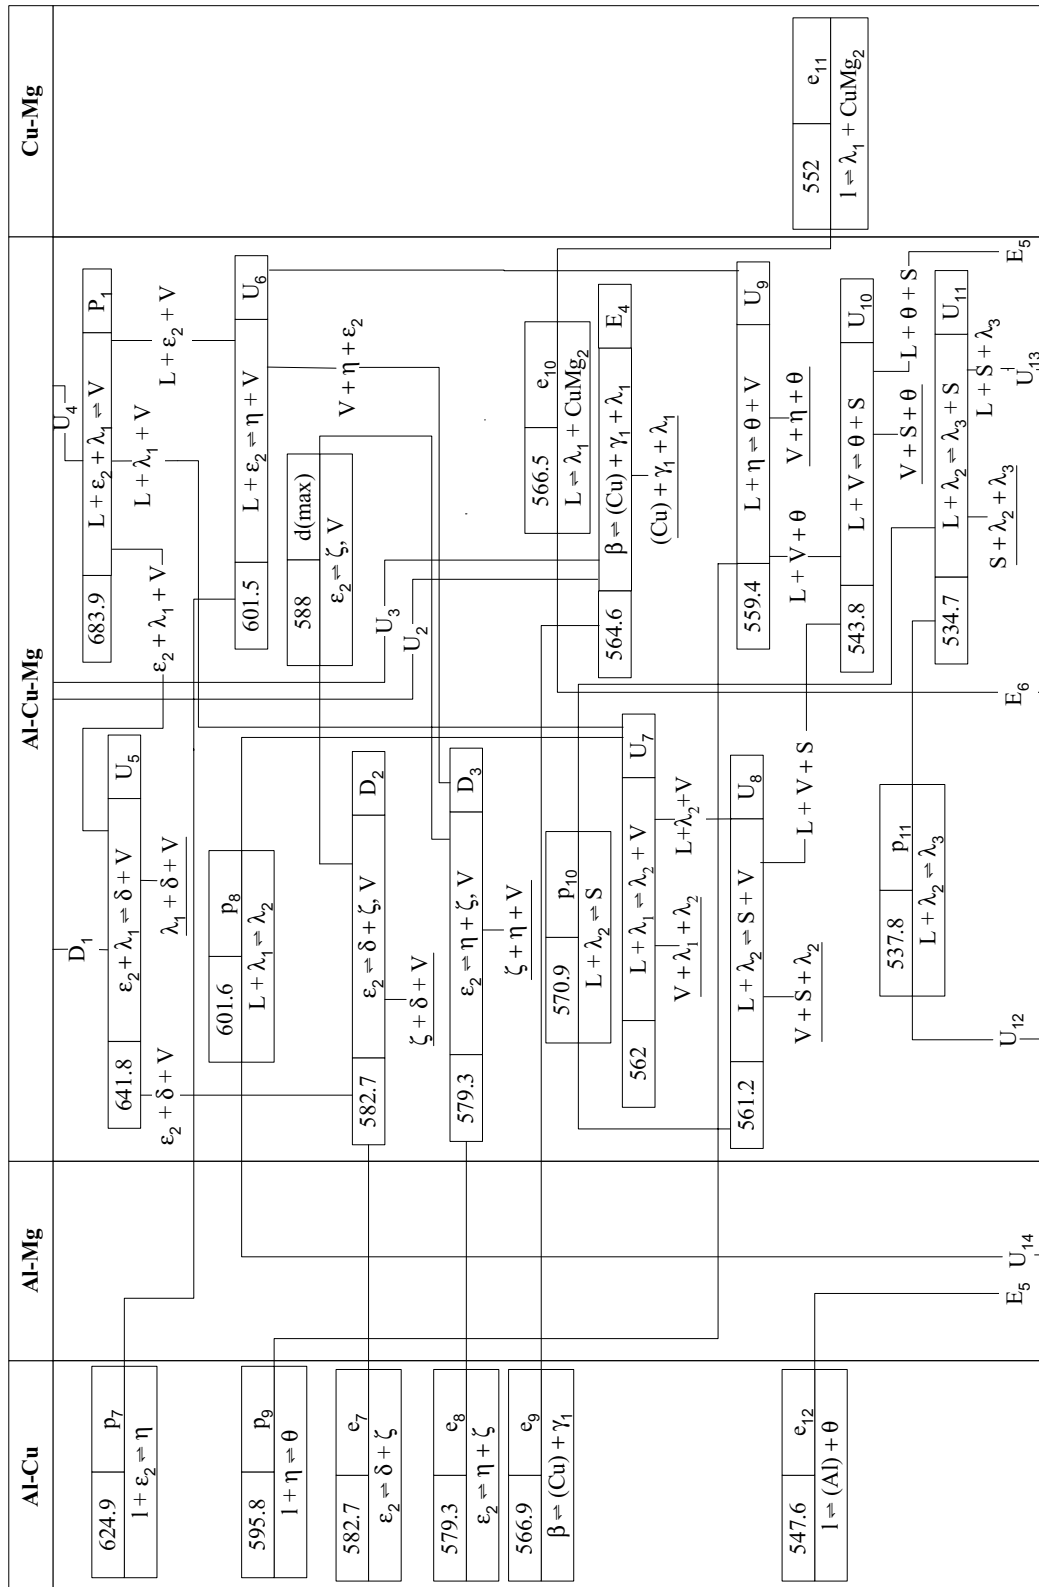 Al-Cu
Al-Mg
Al-Cu-Mg
Cu-Mg
624.9 p₇
l + ε₂ ⇌ η
595.8 p₉
l + η ⇌ θ
582.7 e₇
ε₂ ⇌ δ + ζ
579.3 e₈
ε₂ ⇌ η + ζ
566.9 e₉
β ⇌ (Cu) + γ₁
547.6 e₁₂
l ⇌ (Al) + θ
E₅
U₁₄
D₁
U₄
683.9 L + ε₂ + λ₁ ⇌ V P₁
ε₂ + λ₁ + V
L + λ₁ + V
L + ε₂ + V
641.8 ε₂ + λ₁ ⇌ δ + V U₅
ε₂ + δ + V
λ₁ + δ + V
601.6 p₈
L + λ₁ ⇌ λ₂
601.5 L + ε₂ ⇌ η + V U₆
V + η + ε₂
588 d(max)
ε₂ ⇌ ζ, V
582.7 ε₂ ⇌ δ + ζ, V D₂
ζ + δ + V
U₃
U₂
579.3 ε₂ ⇌ η + ζ, V D₃
ζ + η + V
566.5 e₁₀
L ⇌ λ₁ + CuMg₂
570.9 p₁₀
L + λ₂ ⇌ S
564.6 β ⇌ (Cu) + γ₁ + λ₁ E₄
(Cu) + γ₁ + λ₁
562 L + λ₁ ⇌ λ₂ + V U₇
V + λ₁ + λ₂
L+λ₂+V
561.2 L + λ₂ ⇌ S + V U₈
V + S + λ₂
L + V + S
559.4 L + η ⇌ θ + V U₉
L + V + θ
V + η + θ
543.8 L + V ⇌ θ + S U₁₀
V + S + θ
L + θ + S
537.8 p₁₁
L + λ₂ ⇌ λ₃
534.7 L + λ₂ ⇌ λ₃ + S U₁₁
S + λ₂ + λ₃
L + S + λ₃
U₁₂
E₆
U₁₃
E₅
552 e₁₁
l ⇌ λ₁ + CuMg₂